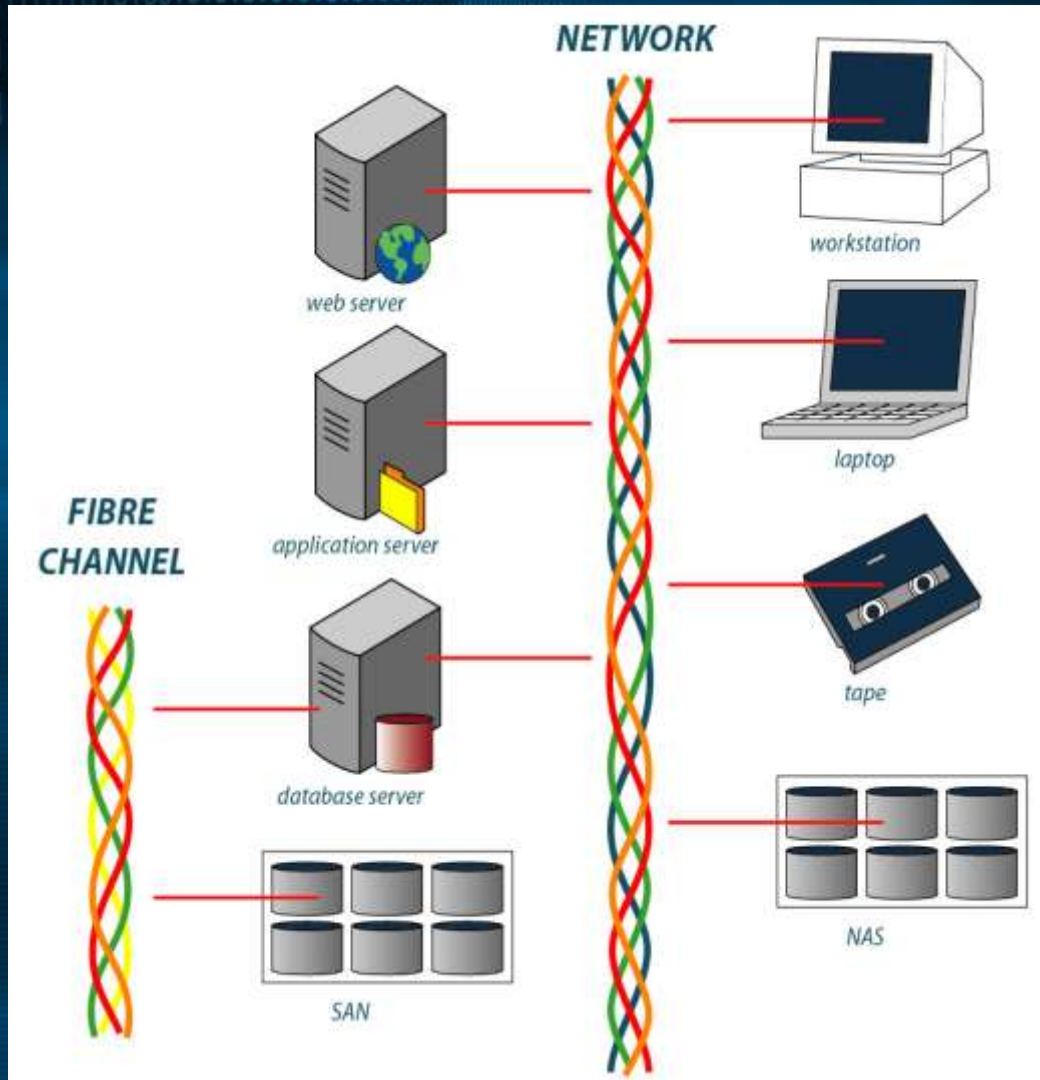 NETWORK
workstation
web server
laptop
application server
FIBRE
CHANNEL
tape
database server
NAS
SAN